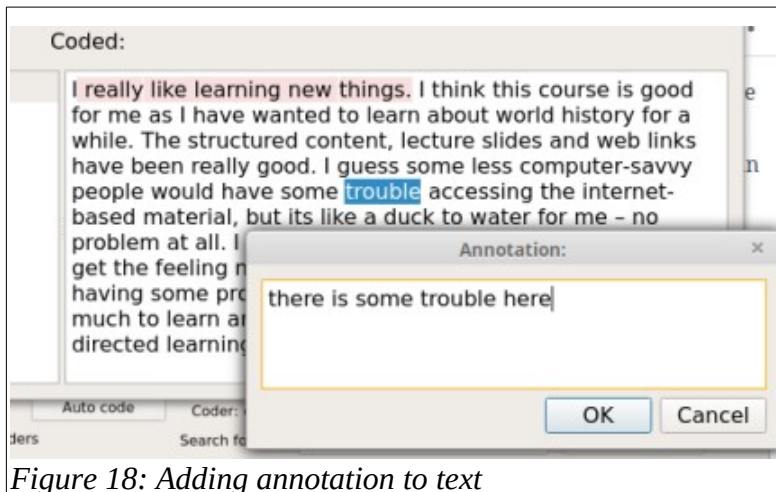 Coded:
I really like learning new things. I think this course is good
for me as I have wanted to learn about world history for a
while. The structured content, lecture slides and web links
have been really good. I guess some less computer-savvy
people would have some trouble accessing the internet-
based material, but its like a duck to water for me – no
problem at all. I
get the feeling
having some
much to learn
directed learning
Annotation:
there is some trouble here
OK Cancel
Auto code Coder:
Search
Figure 18: Adding annotation to text